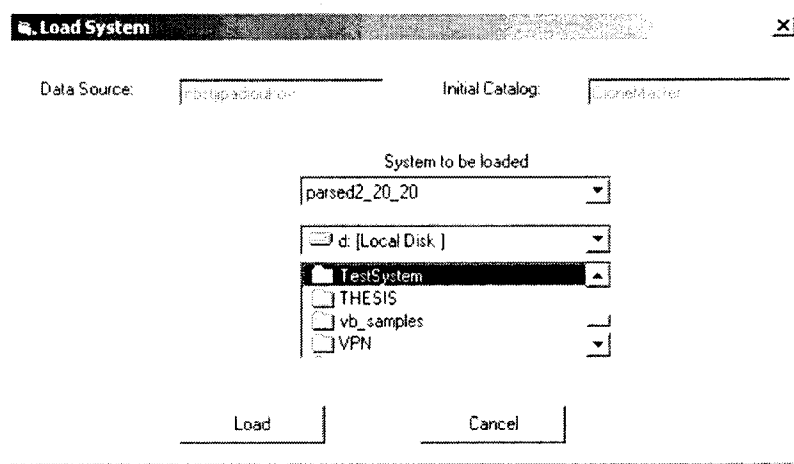 Load System
Data Source: Initial Catalog: CloneMaster
System to be loaded
parsed2_20_20
d: [Local Disk ]
TestSystem
THESIS
vb_samples
VPN
Load Cancel